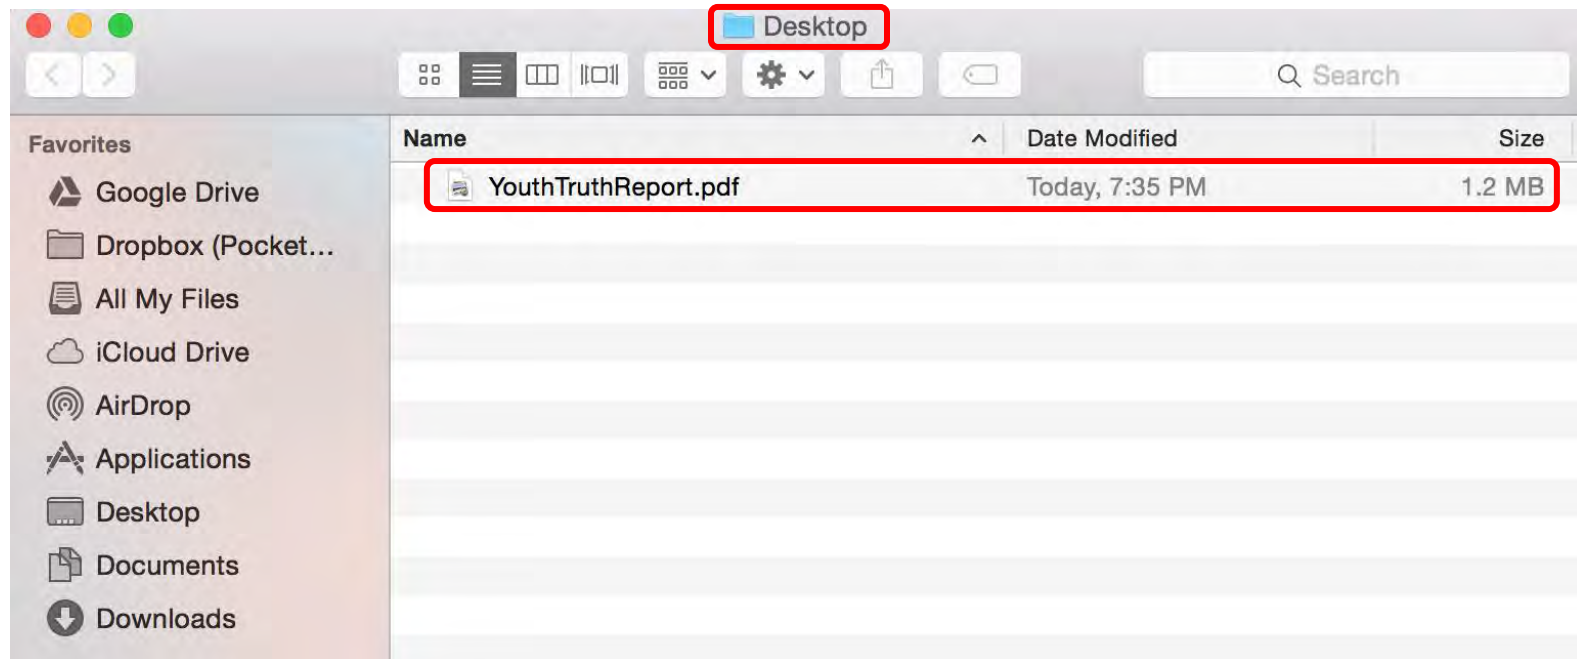 Desktop
Search
Favorites
Google Drive
Dropbox (Pocket...
All My Files
iCloud Drive
AirDrop
Applications
Desktop
Documents
Downloads
Name Date Modified Size
YouthTruthReport.pdf Today, 7:35 PM 1.2 MB